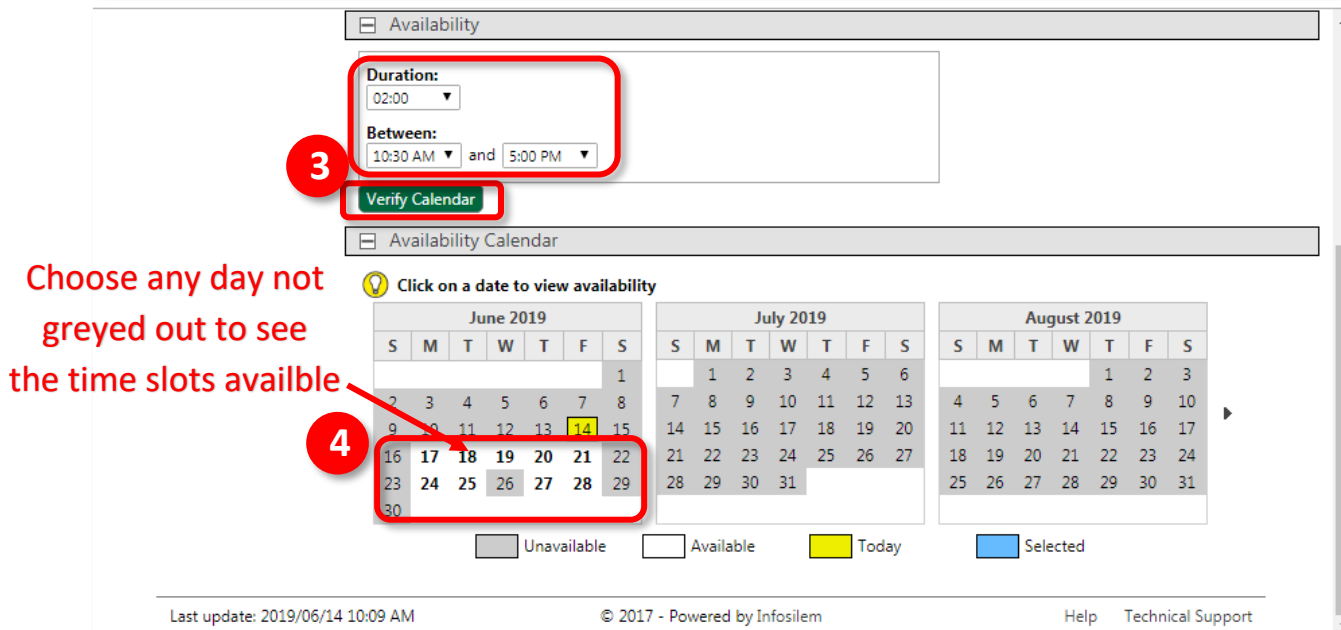 Availability
Duration:
02:00
Between:
10:30 AM and 5:00 PM
3
Verify Calendar
Availability Calendar
Choose any day not
greyed out to see
the time slots availble
Click on a date to view availability
June 2019 July 2019 August 2019
S M T W T F S S M T W T F S S M T W T F S
1 1 2 3 4 5 6 1 2 3
2 3 4 5 6 7 8 7 8 9 10 11 12 13 4 5 6 7 8 9 10
9 10 11 12 13 14 15 14 15 16 17 18 19 20 11 12 13 14 15 16 17
4
16 17 18 19 20 21 22 21 22 23 24 25 26 27 18 19 20 21 22 23 24
23 24 25 26 27 28 29 28 29 30 31 25 26 27 28 29 30 31
30
Unavailable Available Today Selected
Last update: 2019/06/14 10:09 AM © 2017 - Powered by Infosilem Help Technical Support